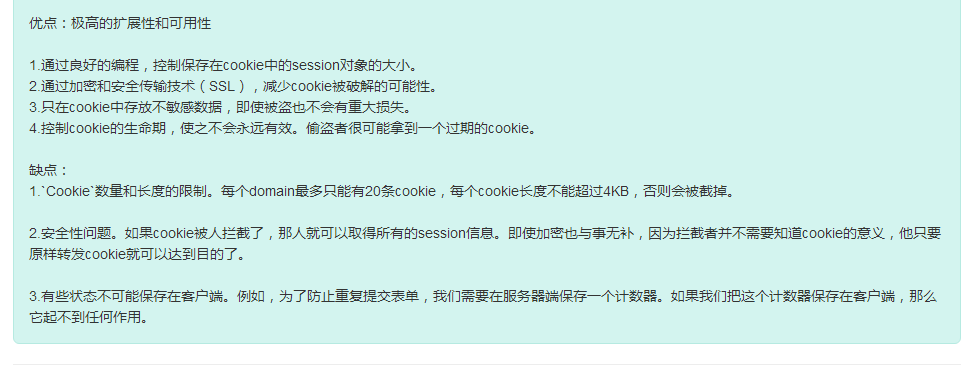 优点：极高的扩展性和可用性
1.通过良好的编程，控制保存在cookie中的session对象的大小。
2.通过加密和安全传输技术（SSL），减少cookie被破解的可能性。
3.只在cookie中存放不敏感数据，即使被盗也不会有重大损失。
4.控制cookie的生命期，使之不会永远有效。偷盗者很可能拿到一个过期的cookie。
缺点：
1.`Cookie`数量和长度的限制。每个domain最多只能有20条cookie，每个cookie长度不能超过4KB，否则会被截掉。
2.安全性问题。如果cookie被人拦截了，那人就可以取得所有的session信息。即使加密也与事无补，因为拦截者并不需要知道cookie的意义，他只要
原样转发cookie就可以达到目的了。
3.有些状态不可能保存在客户端。例如，为了防止重复提交表单，我们需要在服务器端保存一个计数器。如果我们把这个计数器保存在客户端，那么
它起不到任何作用。